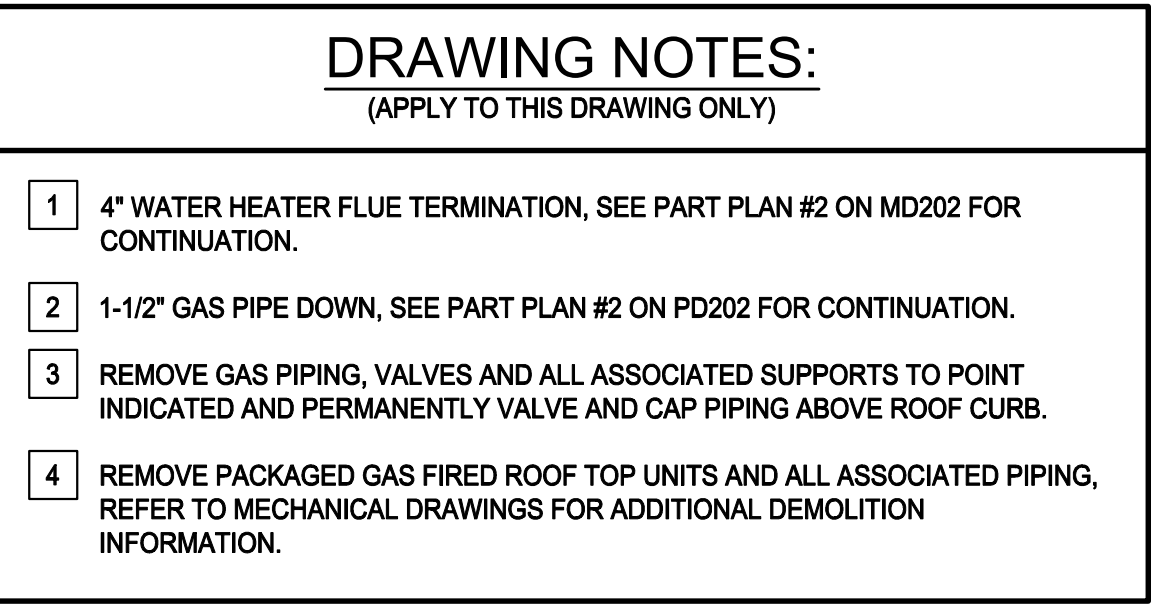 DRAWING NOTES:
(APPLY TO THIS DRAWING ONLY)
1 4" WATER HEATER FLUE TERMINATION, SEE PART PLAN #2 ON MD202 FOR
CONTINUATION.
2 1-1/2" GAS PIPE DOWN, SEE PART PLAN #2 ON PD202 FOR CONTINUATION.
3 REMOVE GAS PIPING, VALVES AND ALL ASSOCIATED SUPPORTS TO POINT
INDICATED AND PERMANENTLY VALVE AND CAP PIPING ABOVE ROOF CURB.
4 REMOVE PACKAGED GAS FIRED ROOF TOP UNITS AND ALL ASSOCIATED PIPING,
REFER TO MECHANICAL DRAWINGS FOR ADDITIONAL DEMOLITION
INFORMATION.